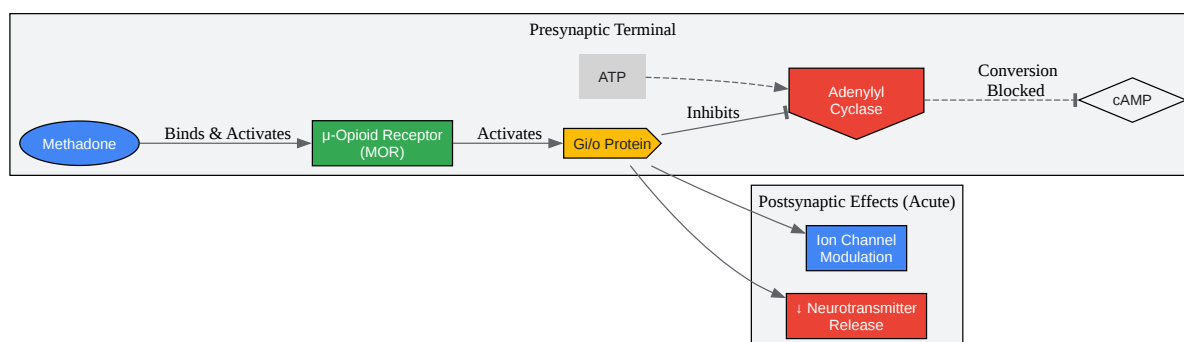 Presynaptic Terminal
ATP
Adenylyl
Cyclase
Conversion
Blocked
cAMP
Inhibits
Methadone
Binds & Activates
μ-Opioid Receptor
(MOR)
Activates
Gi/o Protein
Postsynaptic Effects (Acute)
Ion Channel
Modulation
↓ Neurotransmitter
Release